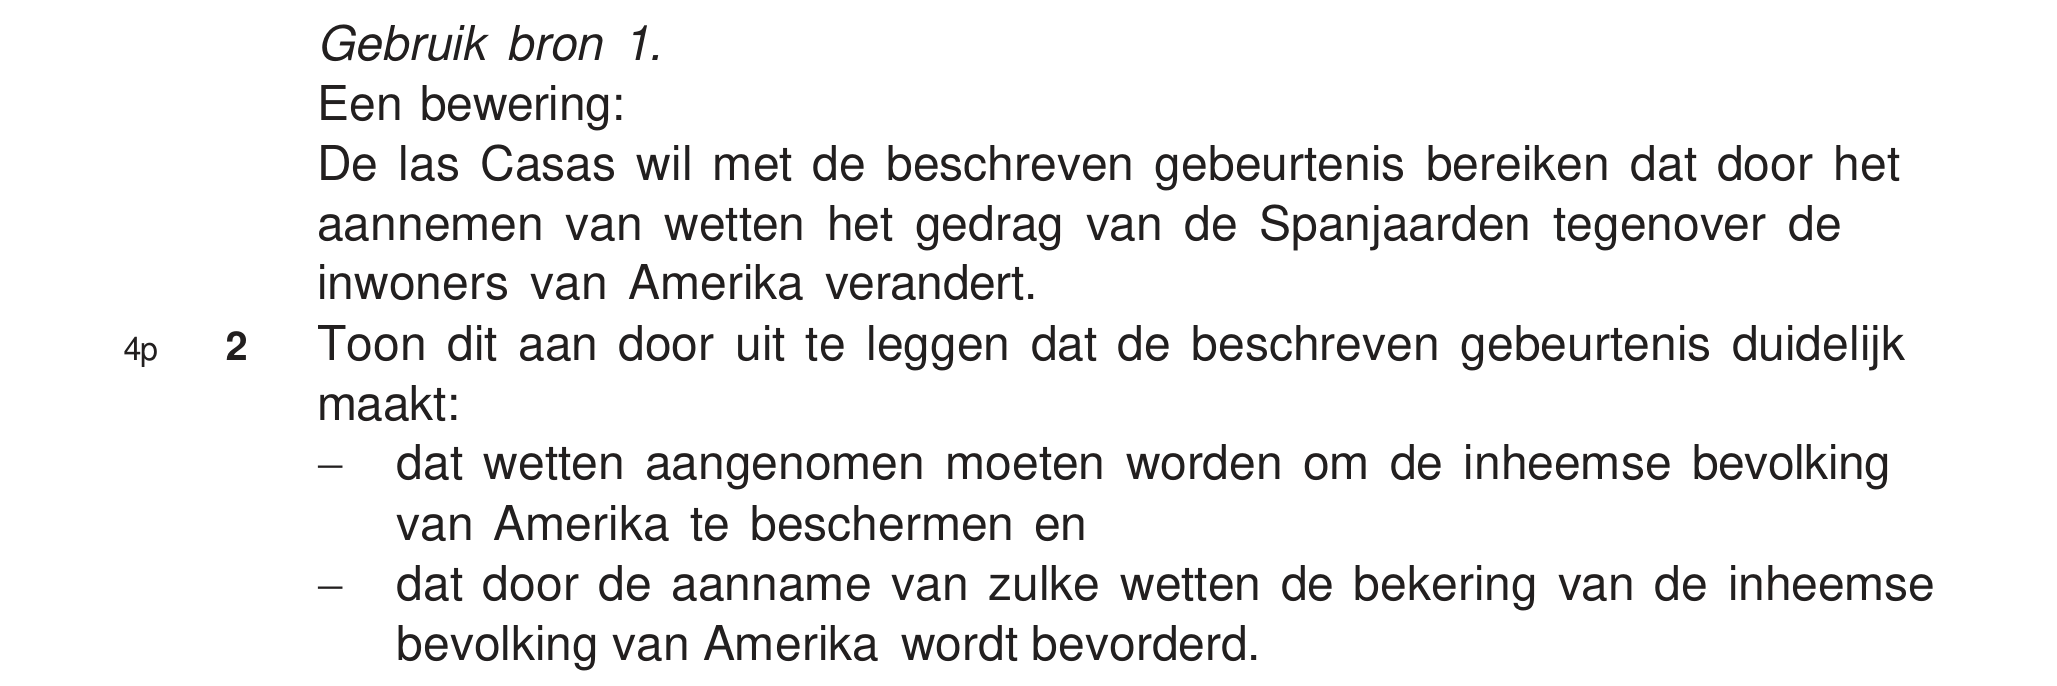 Gebruik bron 1.
Een bewering:
De las Casas wil met de beschreven gebeurtenis bereiken dat door het
aannemen van wetten het gedrag van de Spanjaarden tegenover de
inwoners van Amerika verandert.
4p 2 Toon dit aan door uit te leggen dat de beschreven gebeurtenis duidelijk
maakt:
– dat wetten aangenomen moeten worden om de inheemse bevolking
van Amerika te beschermen en
– dat door de aanname van zulke wetten de bekering van de inheemse
bevolking van Amerika wordt bevorderd.